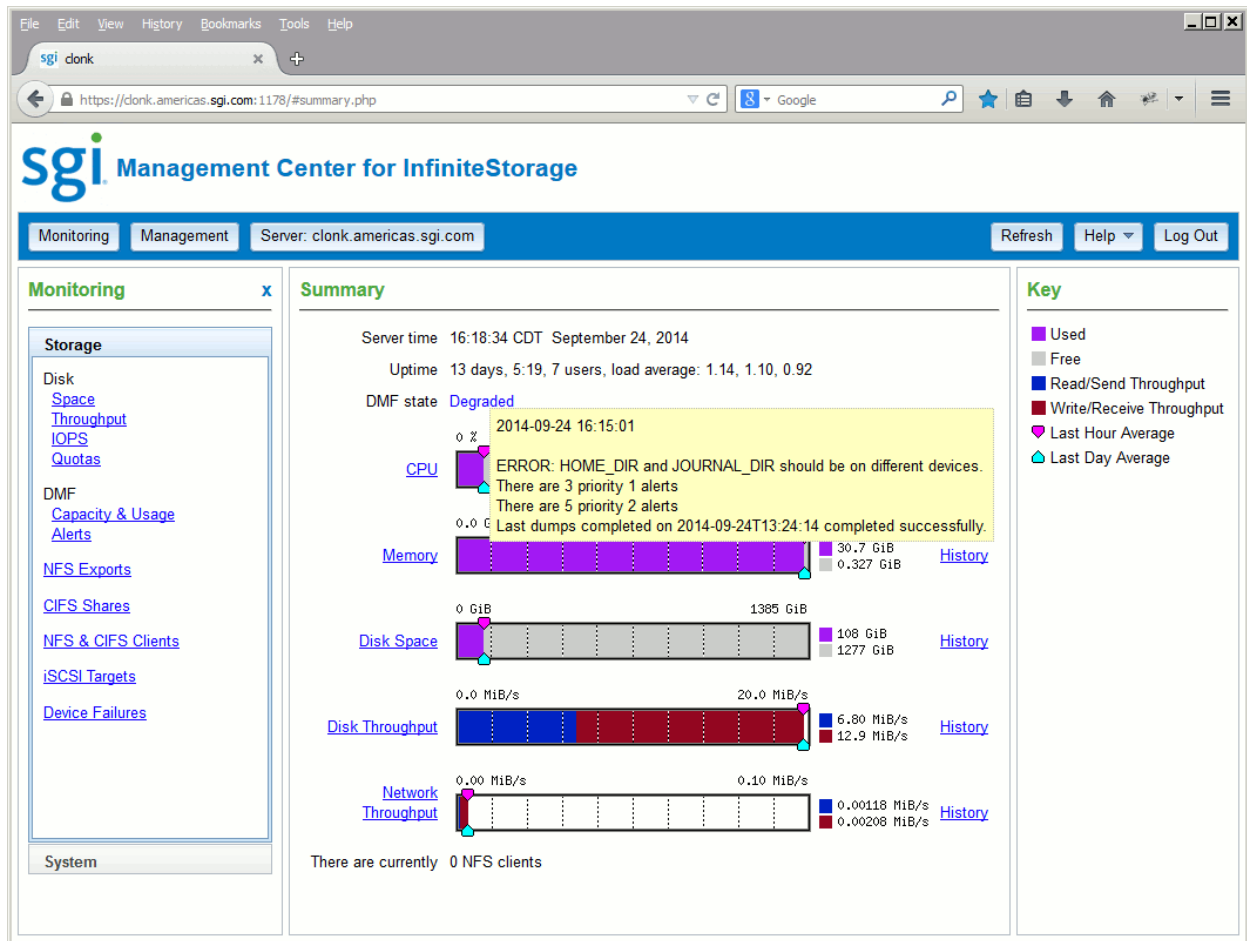 File Edit View History Bookmarks Tools Help
sgi clonk
https://clonk.americas.sgi.com:1178/#summary.php
8 Google
sgi Management Center for InfiniteStorage
Monitoring Management Server: clonk.americas.sgi.com Refresh Help Log Out
Monitoring x
Storage
Disk
Space
Throughput
IOPS
Quotas
DMF
Capacity & Usage
Alerts
NFS Exports
CIFS Shares
NFS & CIFS Clients
iSCSI Targets
Device Failures
System
Summary
Server time 16:18:34 CDT September 24, 2014
Uptime 13 days, 5:19, 7 users, load average: 1.14, 1.10, 0.92
DMF state Degraded
2014-09-24 16:15:01
ERROR: HOME_DIR and JOURNAL_DIR should be on different devices.
There are 3 priority 1 alerts
There are 5 priority 2 alerts
Last dumps completed on 2014-09-24T13:24:14 completed successfully.
0 %
CPU
0.0
Memory
30.7 GiB
0.327 GiB
History
0 GiB 1385 GiB
Disk Space
108 GiB
1277 GiB
History
0.0 MiB/s 20.0 MiB/s
Disk Throughput
6.80 MiB/s
12.9 MiB/s
History
0.00 MiB/s 0.10 MiB/s
Network
Throughput
0.00118 MiB/s
0.00208 MiB/s
History
There are currently 0 NFS clients
Key
Used
Free
Read/Send Throughput
Write/Receive Throughput
Last Hour Average
Last Day Average